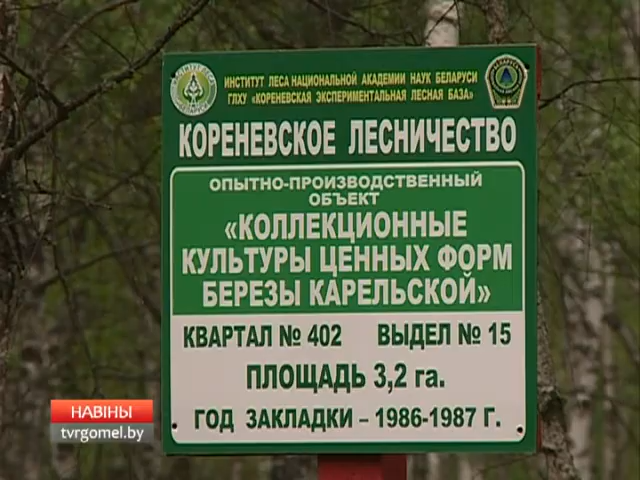 ИНСТИТУТ ЛЕСА НАЦИОНАЛЬНОЙ АКАДЕМИИ НАУК БЕЛАРУСИ
ГЛХУ «КОРЕНЕВСКАЯ ЭКСПЕРИМЕНТАЛЬНАЯ ЛЕСНАЯ БАЗА»
КОРЕНЕВСКОЕ ЛЕСНИЧЕСТВО
ОПЫТНО-ПРОИЗВОДСТВЕННЫЙ
ОБЪЕКТ
«КОЛЛЕКЦИОННЫЕ
КУЛЬТУРЫ ЦЕННЫХ ФОРМ
БЕРЕЗЫ КАРЕЛЬСКОЙ»
КВАРТАЛ № 402 ВЫДЕЛ № 15
ПЛОЩАДЬ 3,2 га.
ГОД ЗАКЛАДКИ – 1986-1987 Г.
НАВІНЫ
tvrgomel.by